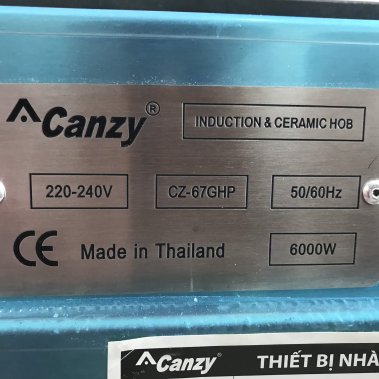 Canzy® INDUCTION & CERAMIC HOB
220-240V CZ-67GHP 50/60Hz
CE Made in Thailand 6000W
Canzy THIẾT BỊ NHÀ